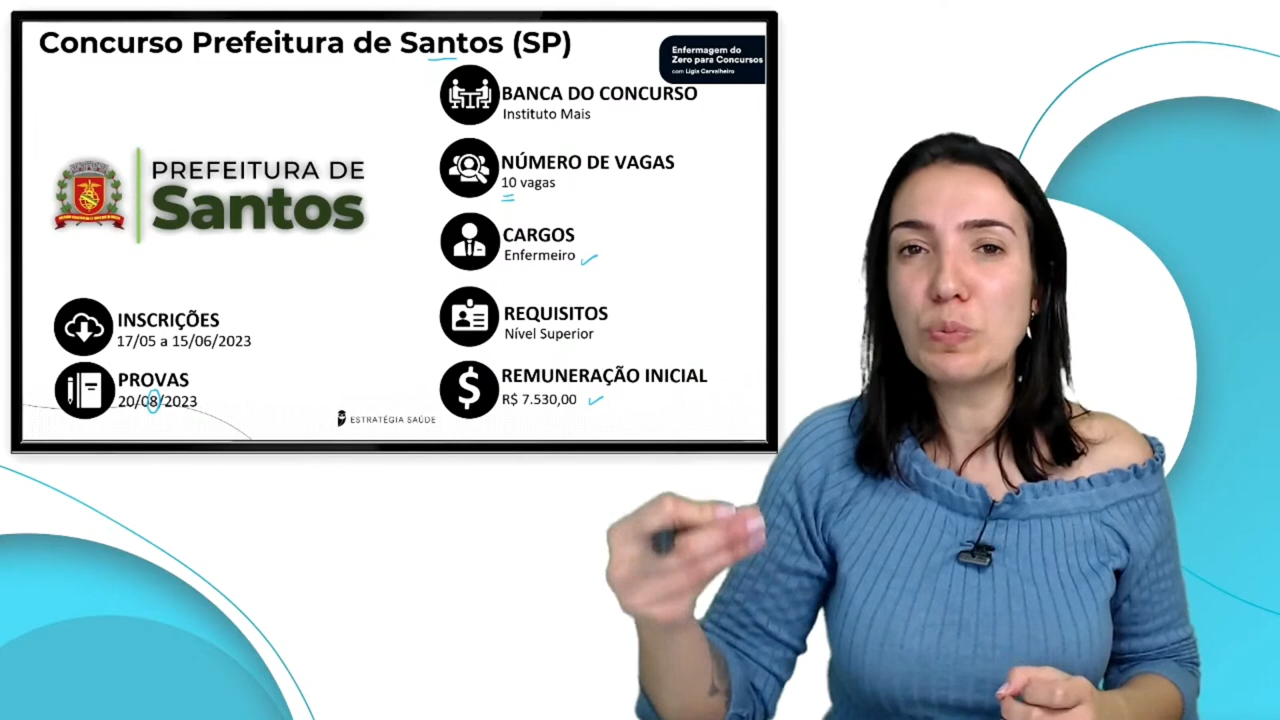 Concurso Prefeitura de Santos (SP)
Enfermagem do
Zero para Concursos
com Lígia Carvalheiro
BANCA DO CONCURSO
Instituto Mais
NÚMERO DE VAGAS
10 vagas
PREFEITURA DE
Santos
CARGOS
Enfermeiro
INSCRIÇÕES
17/05 a 15/06/2023
REQUISITOS
Nível Superior
PROVAS
20/08/2023
REMUNERAÇÃO INICIAL
R$ 7.530,00
ESTRATÉGIA SAÚDE